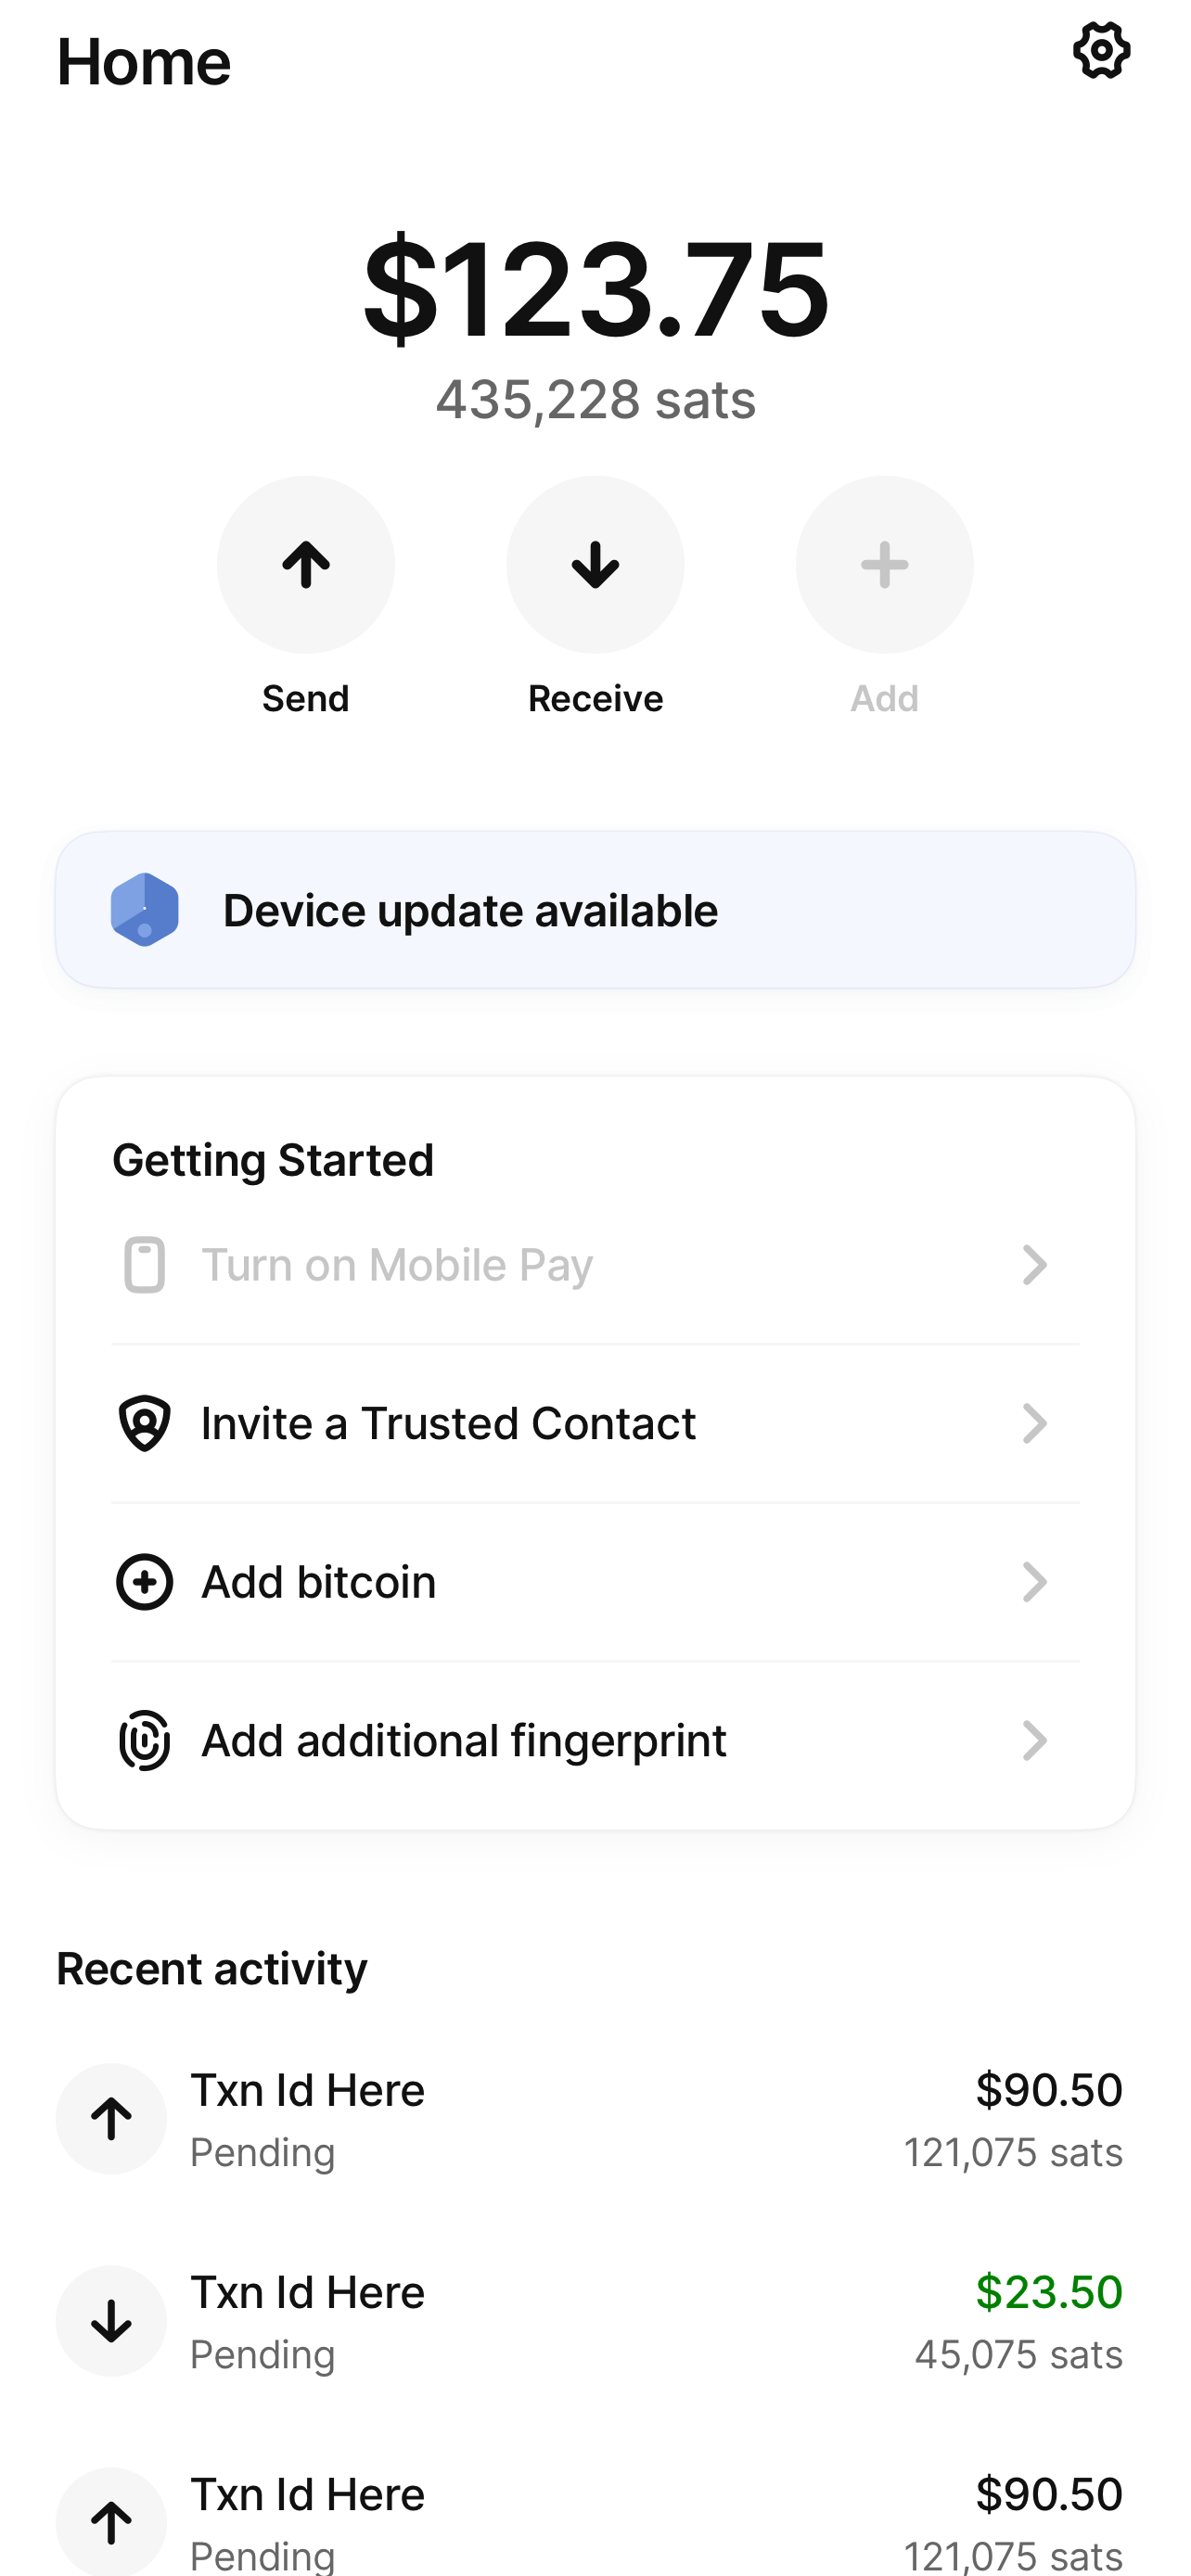 Home
$123.75
435,228 sats
Send
Receive
Add
Device update available
Getting Started
Turn on Mobile Pay
Invite a Trusted Contact
Add bitcoin
Add additional fingerprint
Recent activity
Txn Id Here
$90.50
Pending
121,075 sats
Txn Id Here
$23.50
Pending
45,075 sats
Txn Id Here
$90.50
Pending
121,075 sats